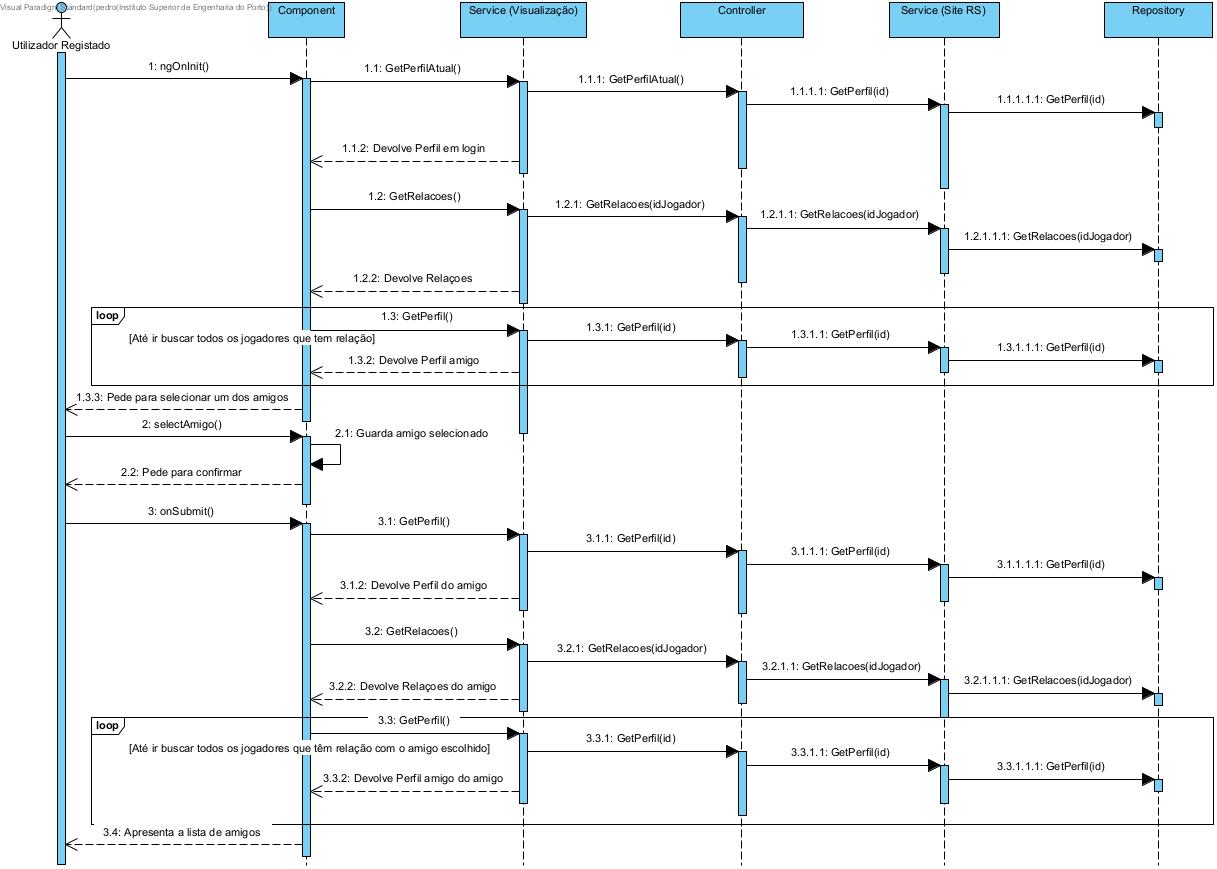 Visual Paradigm Standard(pedro(Instituto Superior de Engenharia do Porto
Utilizador Registado
Component
Service (Visualização)
Controller
Service (Site RS)
Repository
1: ngOnInit()
1.1: GetPerfilAtual()
1.1.1: GetPerfilAtual()
1.1.1.1: GetPerfil(id)
1.1.1.1.1: GetPerfil(id)
1.1.2: Devolve Perfil em login
1.2: GetRelacoes()
1.2.1: GetRelacoes(idJogador)
1.2.1.1: GetRelacoes(idJogador)
1.2.1.1.1: GetRelacoes(idJogador)
1.2.2: Devolve Relaçoes
loop
[Até ir buscar todos os jogadores que tem relação]
1.3: GetPerfil()
1.3.1: GetPerfil(id)
1.3.1.1: GetPerfil(id)
1.3.1.1.1: GetPerfil(id)
1.3.2: Devolve Perfil amigo
1.3.3: Pede para selecionar um dos amigos
2: selectAmigo()
2.1: Guarda amigo selecionado
2.2: Pede para confirmar
3: onSubmit()
3.1: GetPerfil()
3.1.1: GetPerfil(id)
3.1.1.1: GetPerfil(id)
3.1.1.1.1: GetPerfil(id)
3.1.2: Devolve Perfil do amigo
3.2: GetRelacoes()
3.2.1: GetRelacoes(idJogador)
3.2.1.1: GetRelacoes(idJogador)
3.2.1.1.1: GetRelacoes(idJogador)
3.2.2: Devolve Relaçoes do amigo
loop
[Até ir buscar todos os jogadores que têm relação com o amigo escolhido]
3.3: GetPerfil()
3.3.1: GetPerfil(id)
3.3.1.1: GetPerfil(id)
3.3.1.1.1: GetPerfil(id)
3.3.2: Devolve Perfil amigo do amigo
3.4: Apresenta a lista de amigos